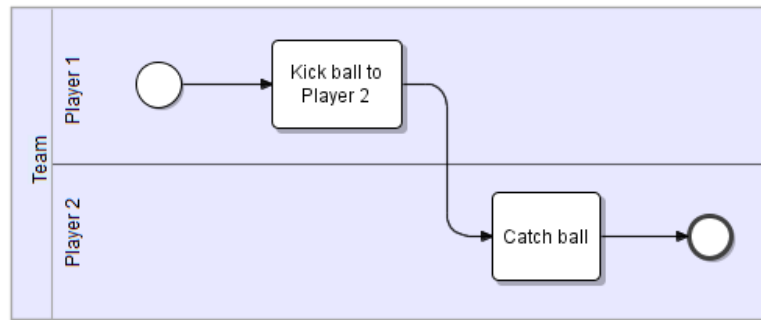 Team
Player 1
Kick ball to
Player 2
Player 2
Catch ball